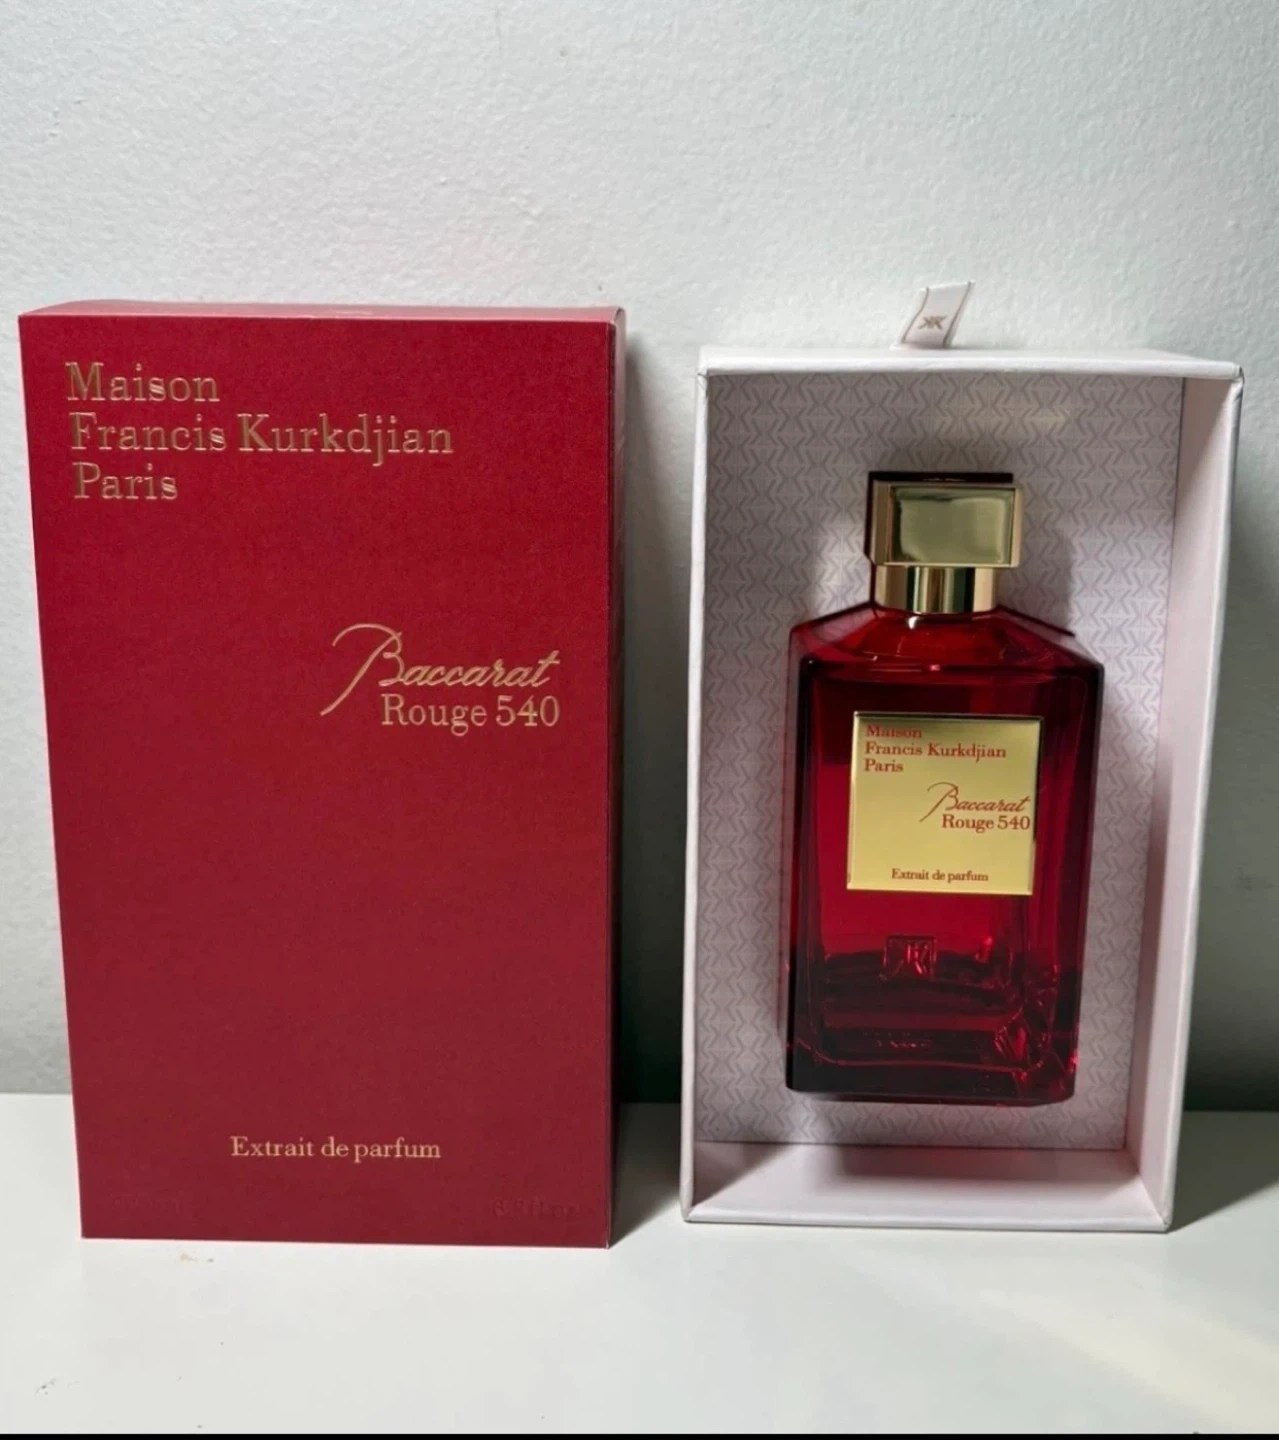 Maison
Francis Kurkdjian
Paris
Baccarat
Rouge 540
Extrait de parfum
Maison
Francis Kurkdjian
Paris
Baccarat
Rouge 540
Extrait de parfum